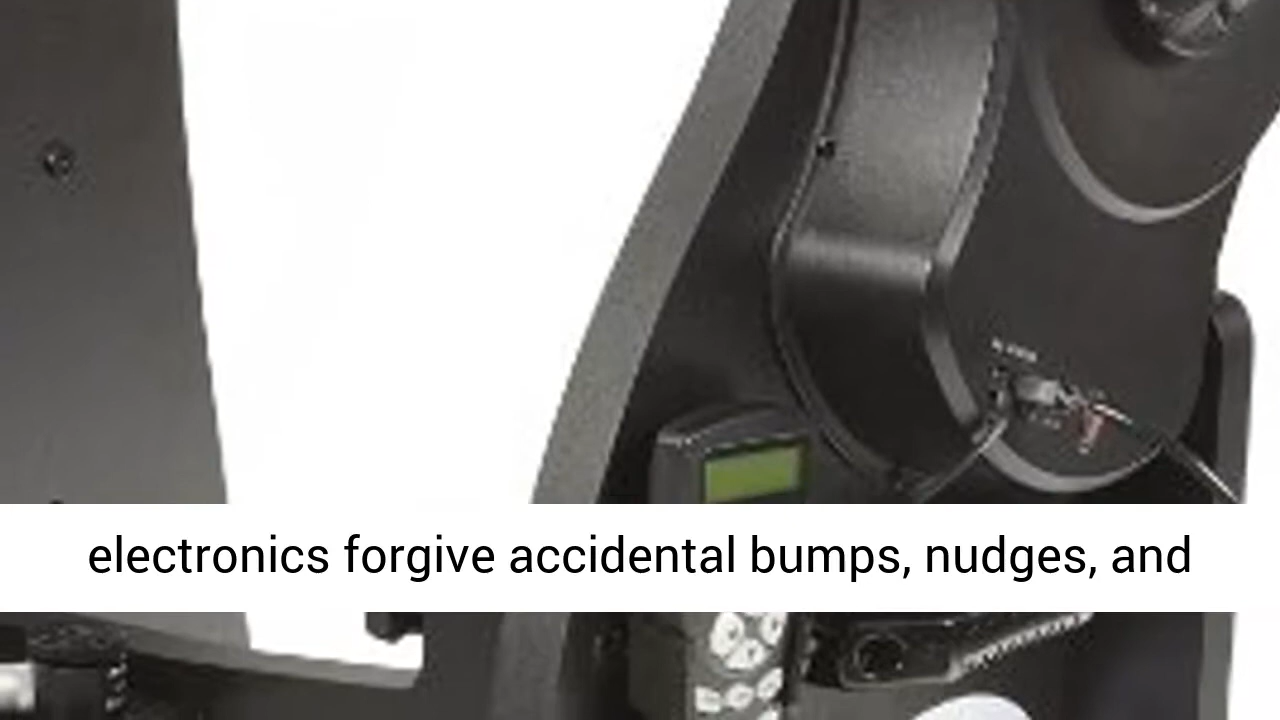 electronics forgive accidental bumps, nudges, and